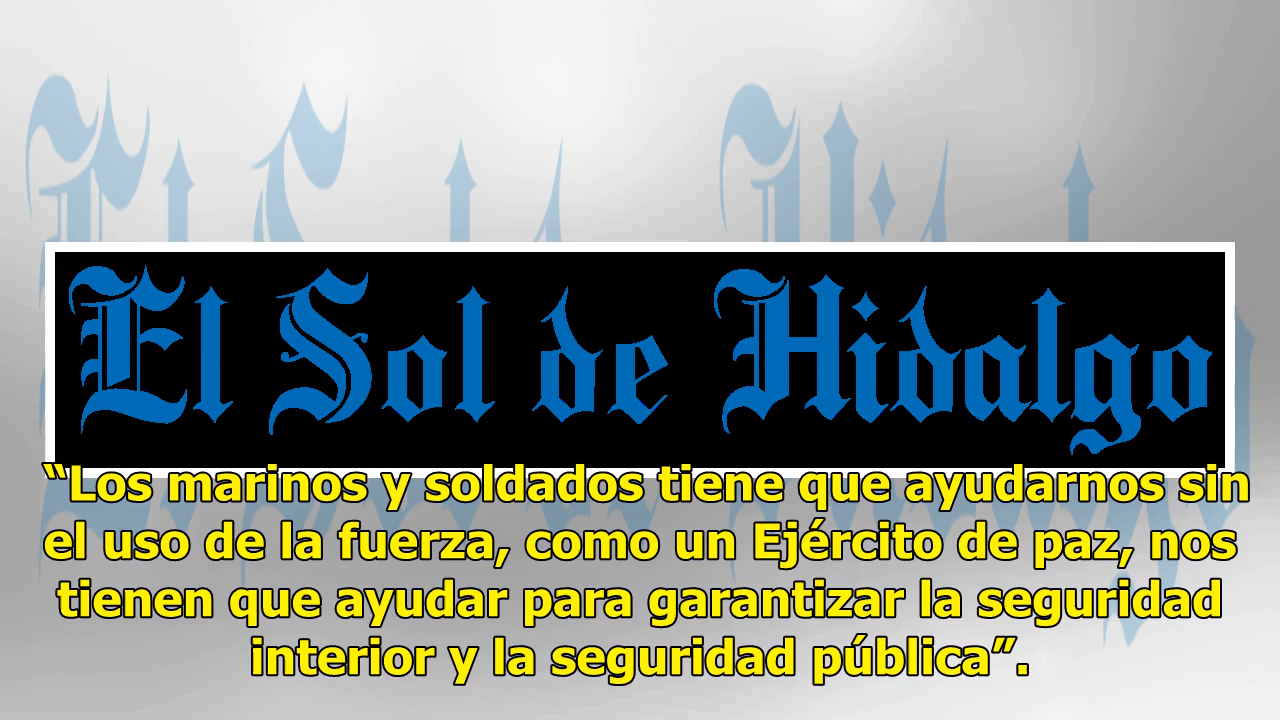 El Sol de Hidalgo
“Los marinos y soldados tiene que ayudarnos sin
el uso de la fuerza, como un Ejército de paz, nos
tienen que ayudar para garantizar la seguridad
interior y la seguridad pública”.